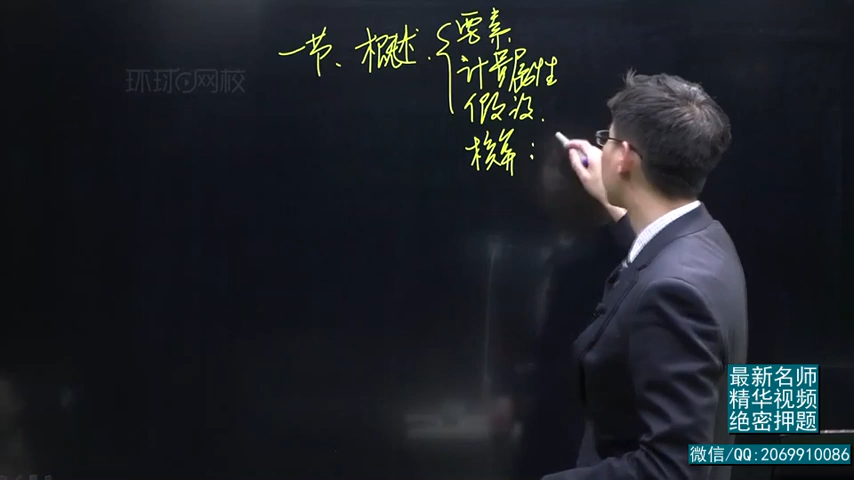 一节、概述. 要素
计量属性
假设.
核算:
环球网校
最新名师
精华视频
绝密押题
微信/QQ:2069910086